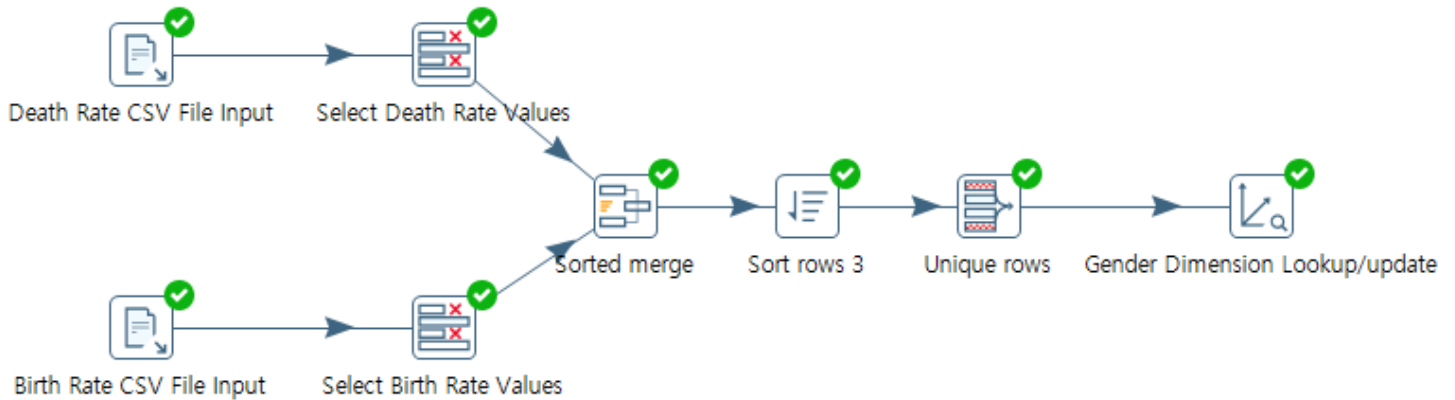 Death Rate CSV File Input
Select Death Rate Values
Sorted merge
Sort rows 3
Unique rows
Gender Dimension Lookup/update
Birth Rate CSV File Input
Select Birth Rate Values